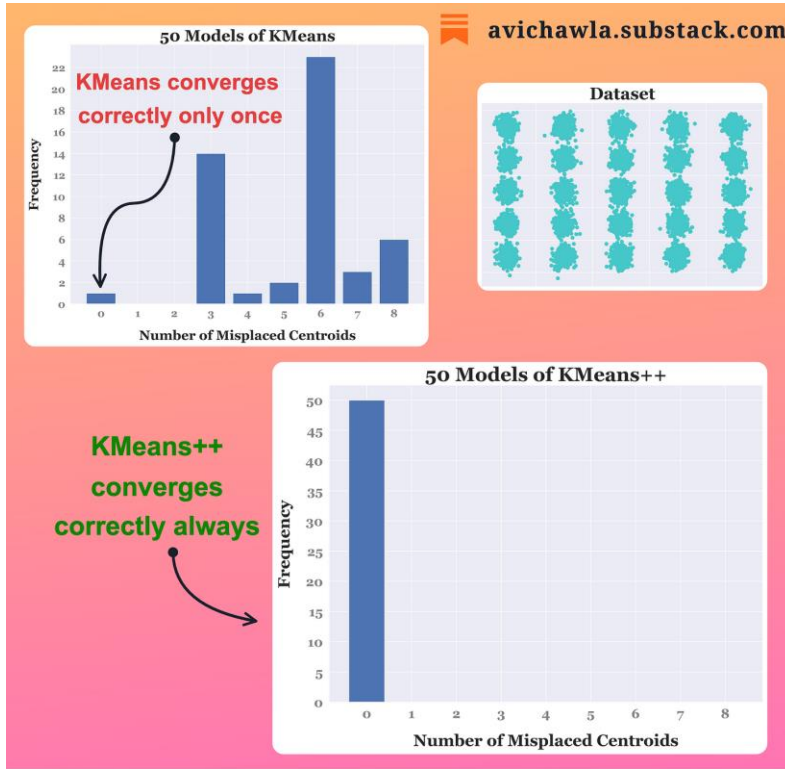 avichawla.substack.com
50 Models of KMeans
KMeans converges
correctly only once
Frequency
22
20
18
16
14
12
10
8
6
4
2
0
0 1 2 3 4 5 6 7 8
Number of Misplaced Centroids
Dataset
KMeans++
converges
correctly always
50 Models of KMeans++
Frequency
50
45
40
35
30
25
20
15
10
5
0
0 1 2 3 4 5 6 7 8
Number of Misplaced Centroids